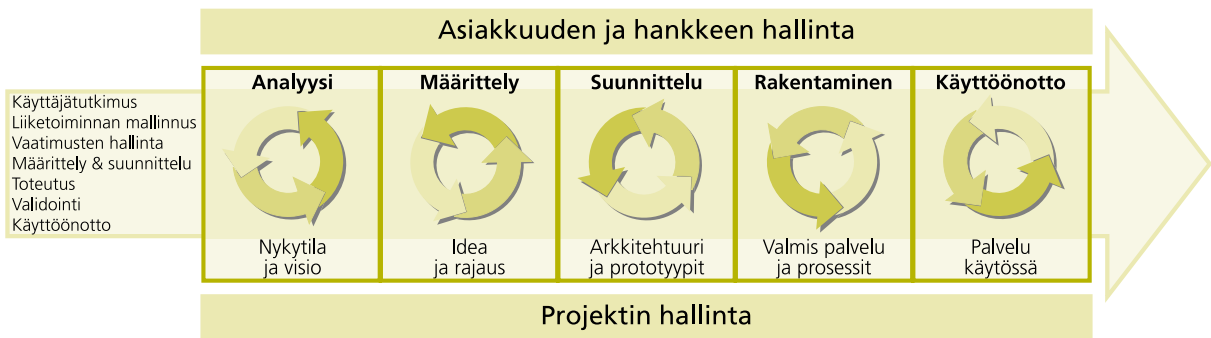 Asiakkuuden ja hankkeen hallinta
Käyttäjätutkimus
Liiketoiminnan mallinnus
Vaatimusten hallinta
Määrittely & suunnittelu
Toteutus
Validointi
Käyttöönotto
Analyysi
Nykytila
ja visio
Määrittely
Idea
ja rajaus
Suunnittelu
Arkkitehtuuri
ja prototyypit
Rakentaminen
Valmis palvelu
ja prosessit
Käyttöönotto
Palvelu
käytössä
Projektin hallinta